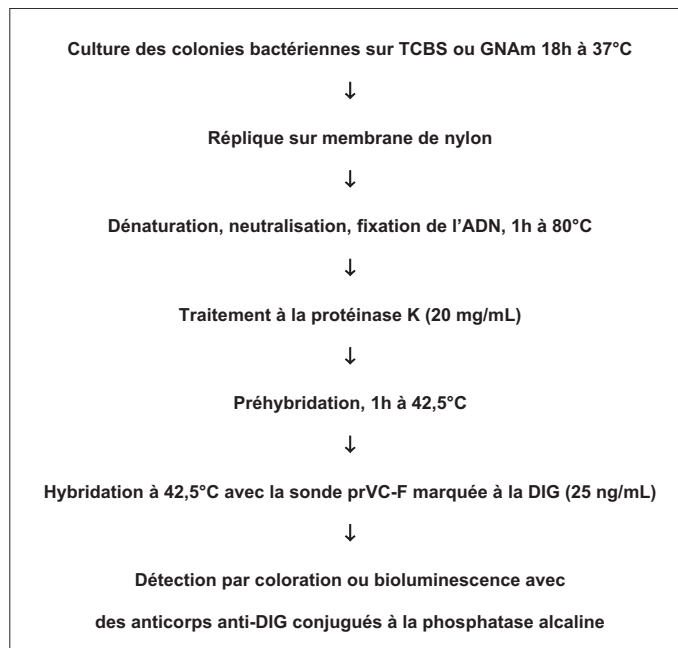 Culture des colonies bactériennes sur TCBS ou GNAm 18h à 37°C
↓
Réplique sur membrane de nylon
↓
Dénaturation, neutralisation, fixation de l’ADN, 1h à 80°C
↓
Traitement à la protéinase K (20 mg/mL)
↓
Préhybridation, 1h à 42,5°C
↓
Hybridation à 42,5°C avec la sonde prVC-F marquée à la DIG (25 ng/mL)
↓
Détection par coloration ou bioluminescence avec
des anticorps anti-DIG conjugués à la phosphatase alcaline